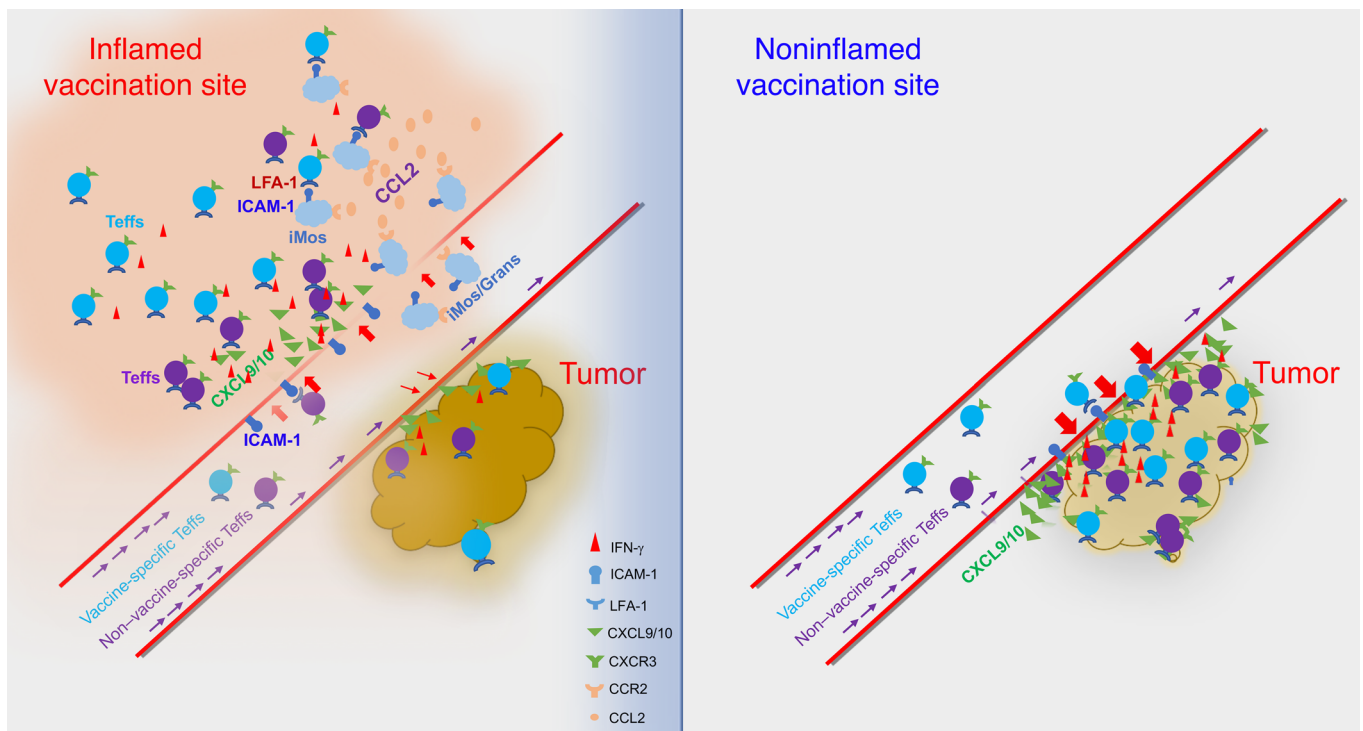 Inflamed
vaccination site
LFA-1
ICAM-1
iMos
CCL2
Teffs
iMos/Grans
Teffs
CXCL9/10
ICAM-1
Tumor
Vaccine-specific Teffs
Non–vaccine-specific Teffs
IFN-γ
ICAM-1
LFA-1
CXCL9/10
CXCR3
CCR2
CCL2
Noninflamed
vaccination site
Tumor
CXCL9/10
Vaccine-specific Teffs
Non–vaccine-specific Teffs